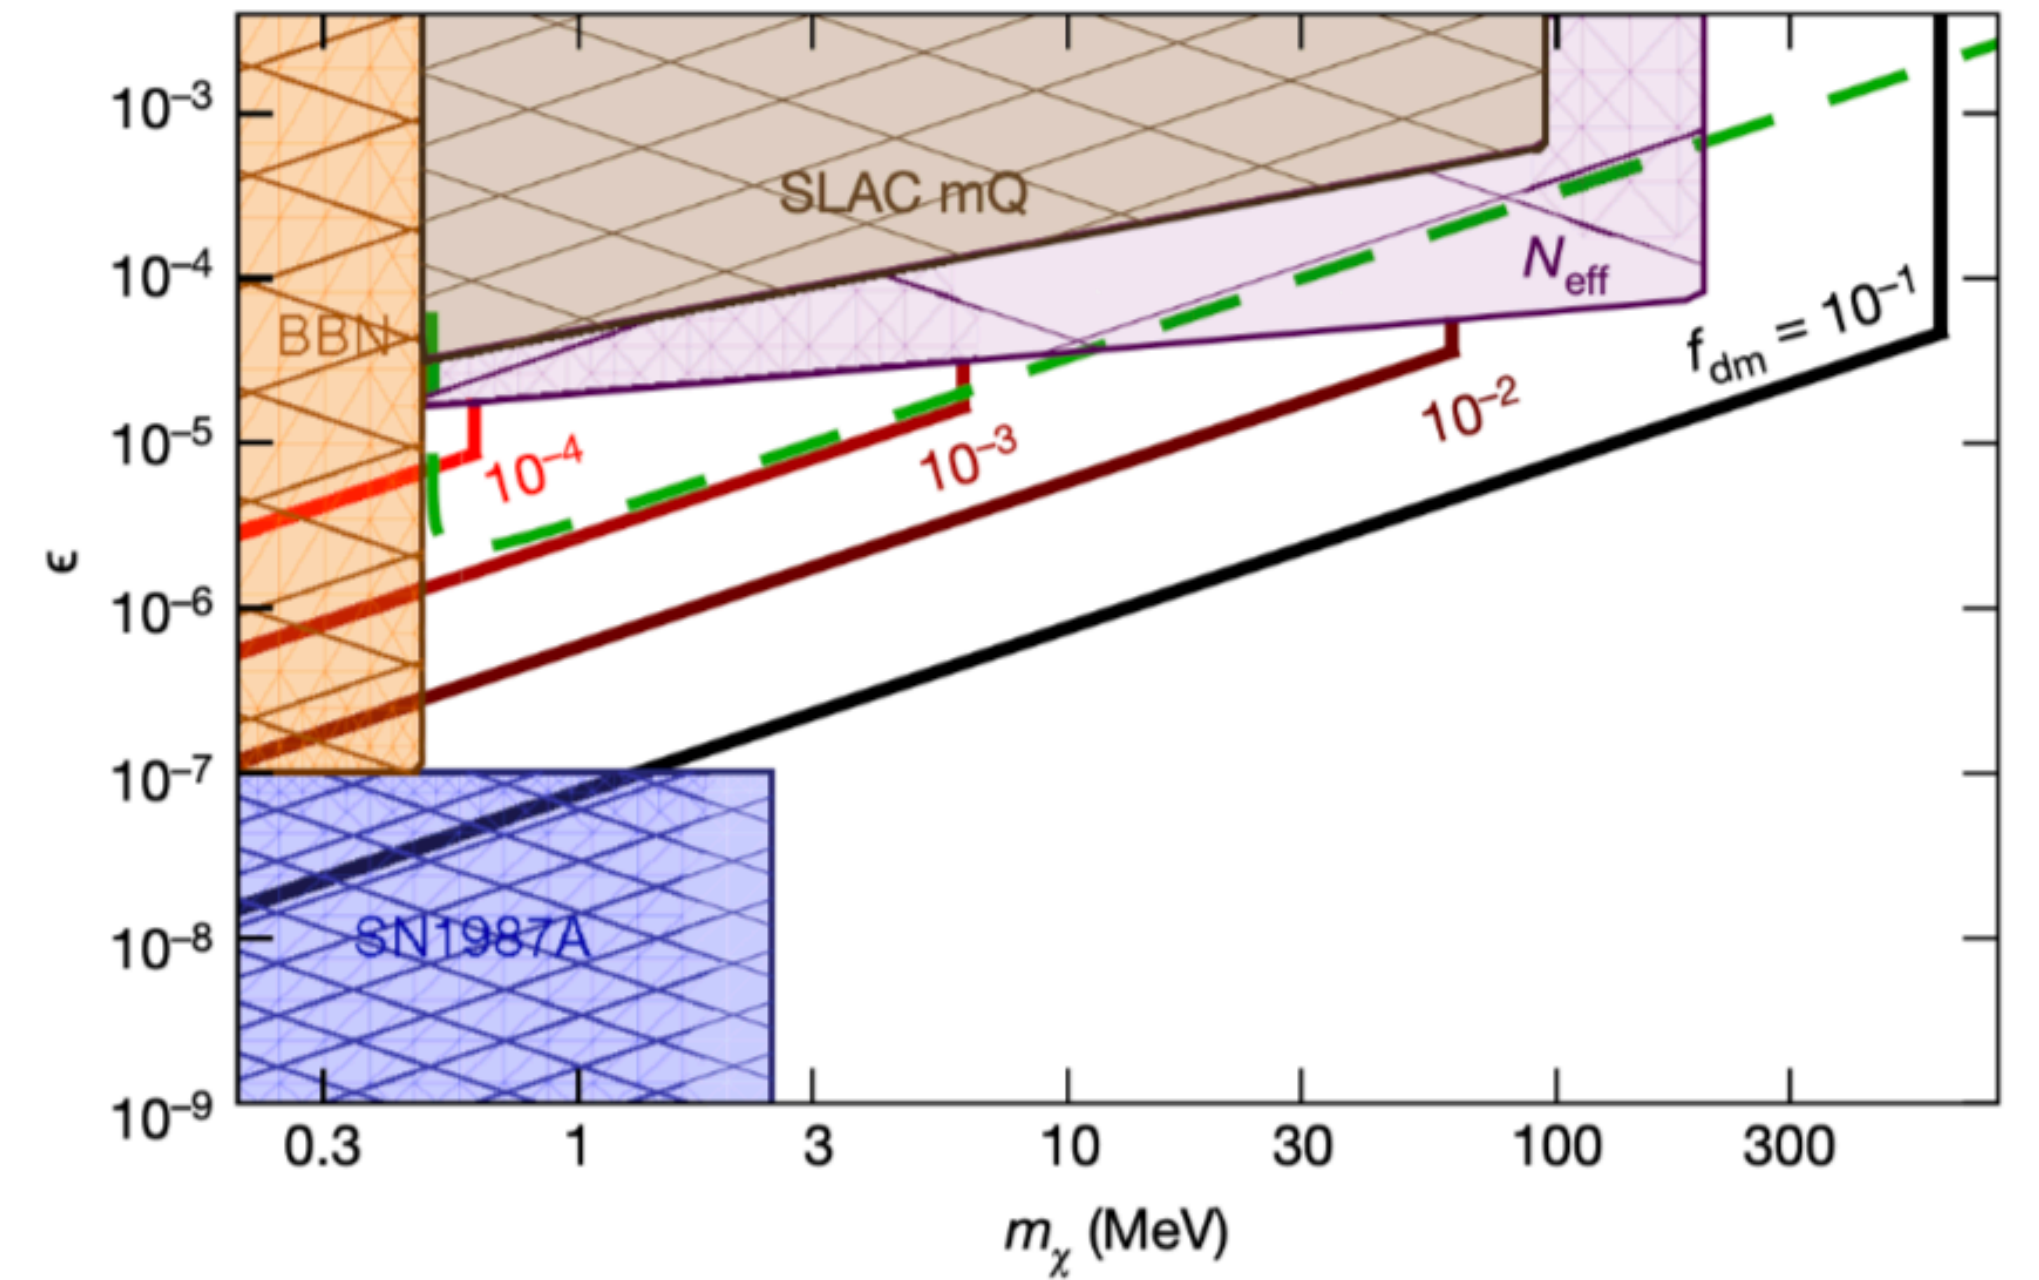 10⁻³
SLAC mQ
10⁻⁴
N_eff
BBN
f_dm = 10⁻¹
10⁻⁵
10⁻⁴
10⁻³
10⁻²
ϵ
10⁻⁶
10⁻⁷
SN1987A
10⁻⁸
10⁻⁹
0.3 1 3 10 30 100 300
m_χ (MeV)